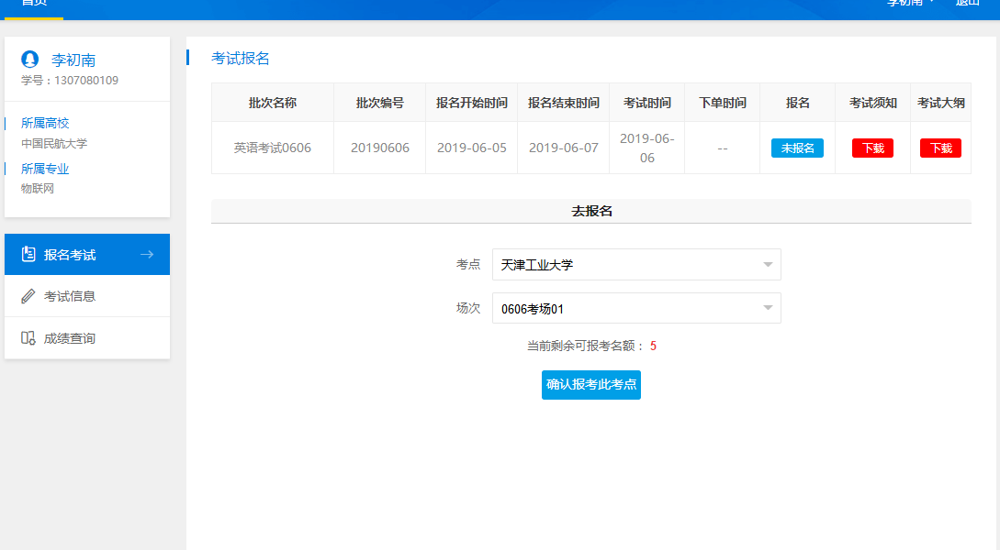 首页
李初南
退出
李初南
学号：1307080109
所属高校
中国民航大学
所属专业
物联网
报名考试
考试信息
成绩查询
考试报名
批次名称 批次编号 报名开始时间 报名结束时间 考试时间 下单时间 报名 考试须知 考试大纲
英语考试0606 20190606 2019-06-05 2019-06-07 2019-06-06 -- 未报名 下载 下载
去报名
考点 天津工业大学
场次 0606考场01
当前剩余可报考名额： 5
确认报考此考点